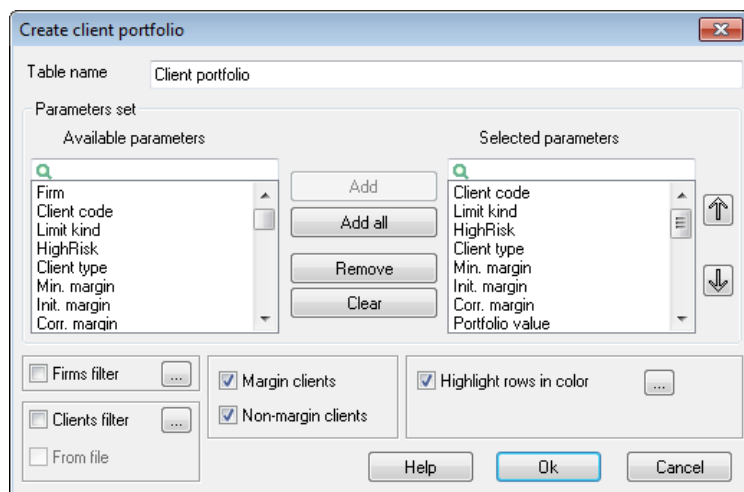 Create client portfolio
Table name Client portfolio
Parameters set
Available parameters Selected parameters
Firm
Client code
Limit kind
HighRisk
Client type
Min. margin
Init. margin
Corr. margin
Add
Add all
Remove
Clear
Client code
Limit kind
HighRisk
Client type
Min. margin
Init. margin
Corr. margin
Portfolio value
Firms filter ...
Clients filter ...
From file
Margin clients
Non-margin clients
Highlight rows in color ...
Help Ok Cancel